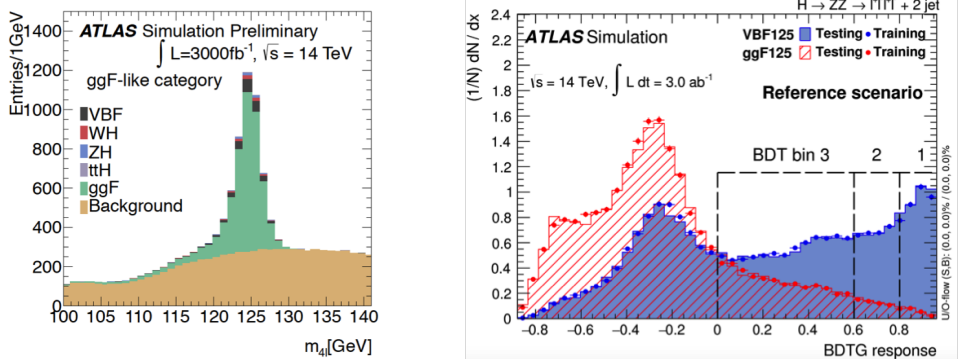 ATLAS Simulation Preliminary
∫ L=3000fb⁻¹, √s = 14 TeV
ggF-like category
VBF
WH
ZH
ttH
ggF
Background
Entries/1GeV
1400
1200
1000
800
600
400
200
0
100 105 110 115 120 125 130 135 140
m4l[GeV]
H → ZZ → l⁺l⁻l⁺l⁻ + 2 jet
ATLAS Simulation
VBF125 Testing Training
ggF125 Testing Training
√s = 14 TeV, ∫ L dt = 3.0 ab⁻¹
Reference scenario
BDT bin 3 2 1
(1/N) dN / dx
2.4
2.2
2
1.8
1.6
1.4
1.2
1
0.8
0.6
0.4
0.2
0
−0.8 −0.6 −0.4 −0.2 0 0.2 0.4 0.6 0.8
BDTG response
U/O-flow (S,B): (0.0, 0.0)% / (0.0, 0.0)%